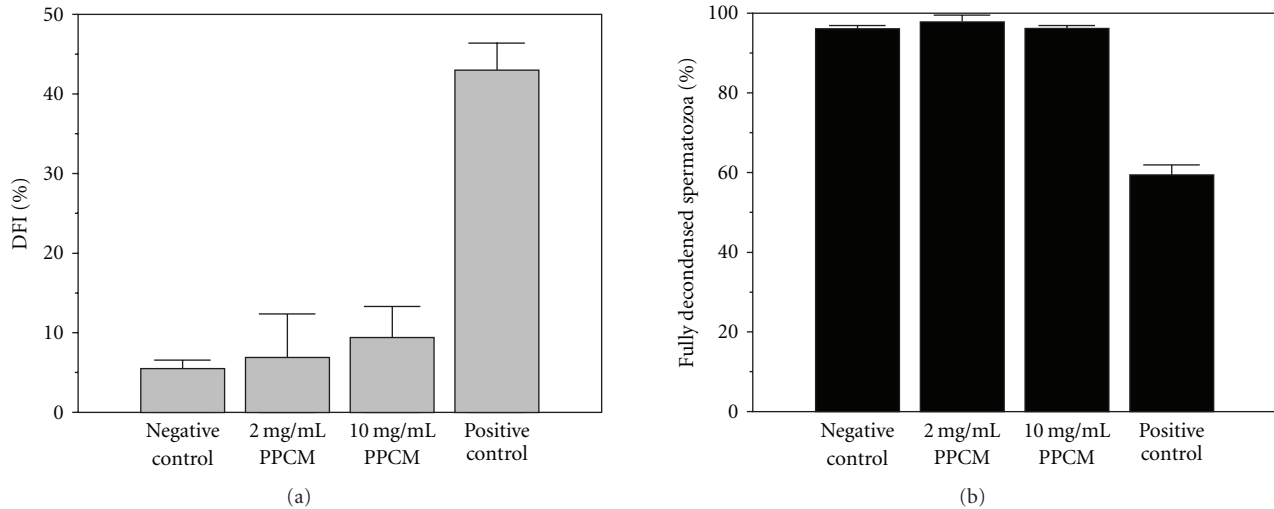 50
40
30
20
10
0
DFI (%)
Negative control
2 mg/mL PPCM
10 mg/mL PPCM
Positive control
(a)
100
80
60
40
20
0
Fully decondensed spermatozoa (%)
Negative control
2 mg/mL PPCM
10 mg/mL PPCM
Positive control
(b)